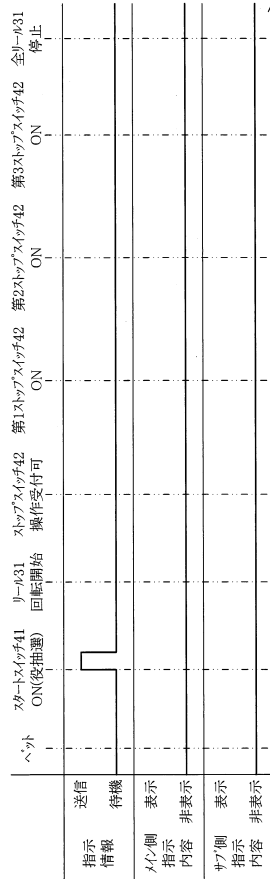 ベット
スタートスイッチ41
ON(役抽選)
リール31
回転開始
ストップスイッチ42
操作受付可
第1ストップスイッチ42
ON
第2ストップスイッチ42
ON
第3ストップスイッチ42
ON
全リール31
停止
指示
情報
送信
待機
メイン側
指示
内容
表示
非表示
サブ側
指示
内容
表示
非表示